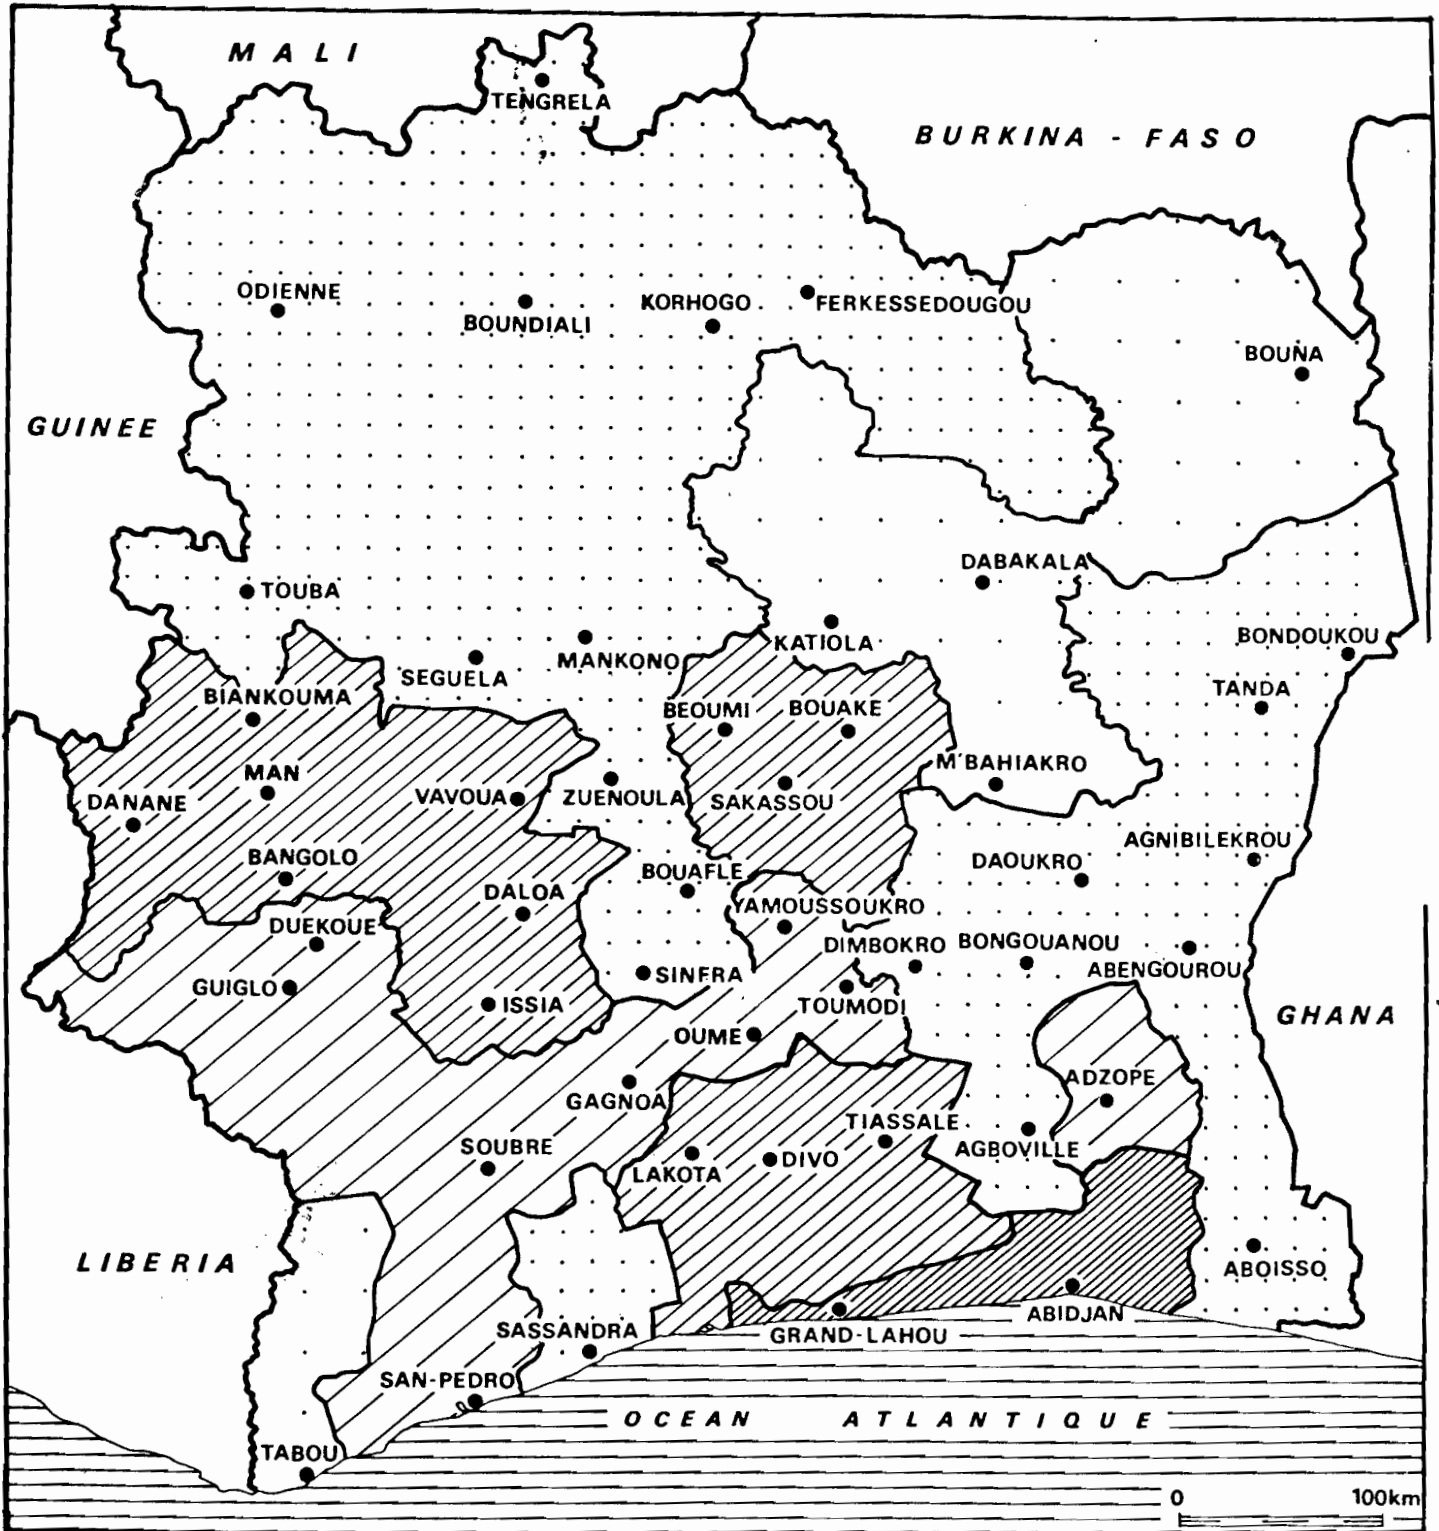 MALI
TENGRELA
BURKINA - FASO
ODIENNE
BOUNDIALI
KORHOGO
FERKESSEDOUGOU
BOUNA
GUINEE
DABAKALA
TOUBA
KATIOLA
BONDOUKOU
MANKONO
SEGUELA
BIANKOUMA
TANDA
BEOUMI
BOUAKE
M'BAHIAKRO
MAN
DANANE
VAVOUA
ZUENOULA
SAKASSOU
AGNIBILEKROU
BANGOLO
DAOUKRO
BOUAFLE
DALOA
YAMOUSSOUKRO
DUEKOUE
DIMBOKRO
BONGOUANOU
ABENGOUROU
SINFRA
GUIGLO
ISSIA
TOUMODI
GHANA
OUME
ADZOPE
GAGNOA
TIASSALE
SOUBRE
AGBOVILLE
LAKOTA
DIVO
LIBERIA
ABOISSO
ABIDJAN
SASSANDRA
GRAND-LAHOU
SAN-PEDRO
OCEAN ATLANTIQUE
TABOU
0 100km